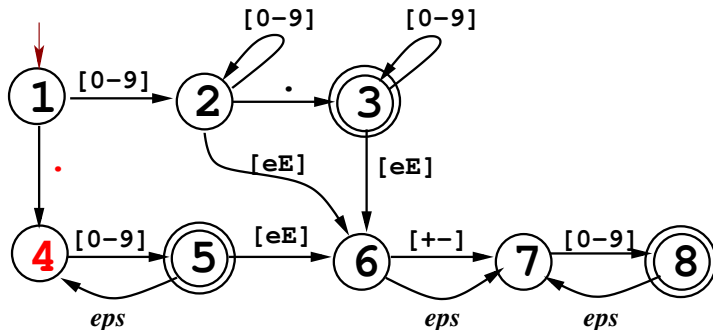 [0-9] [0-9]
1 [0-9] 2 . 3
. [eE] [eE]
4 [0-9] 5 [eE] 6 [+-] 7 [0-9] 8
eps eps eps